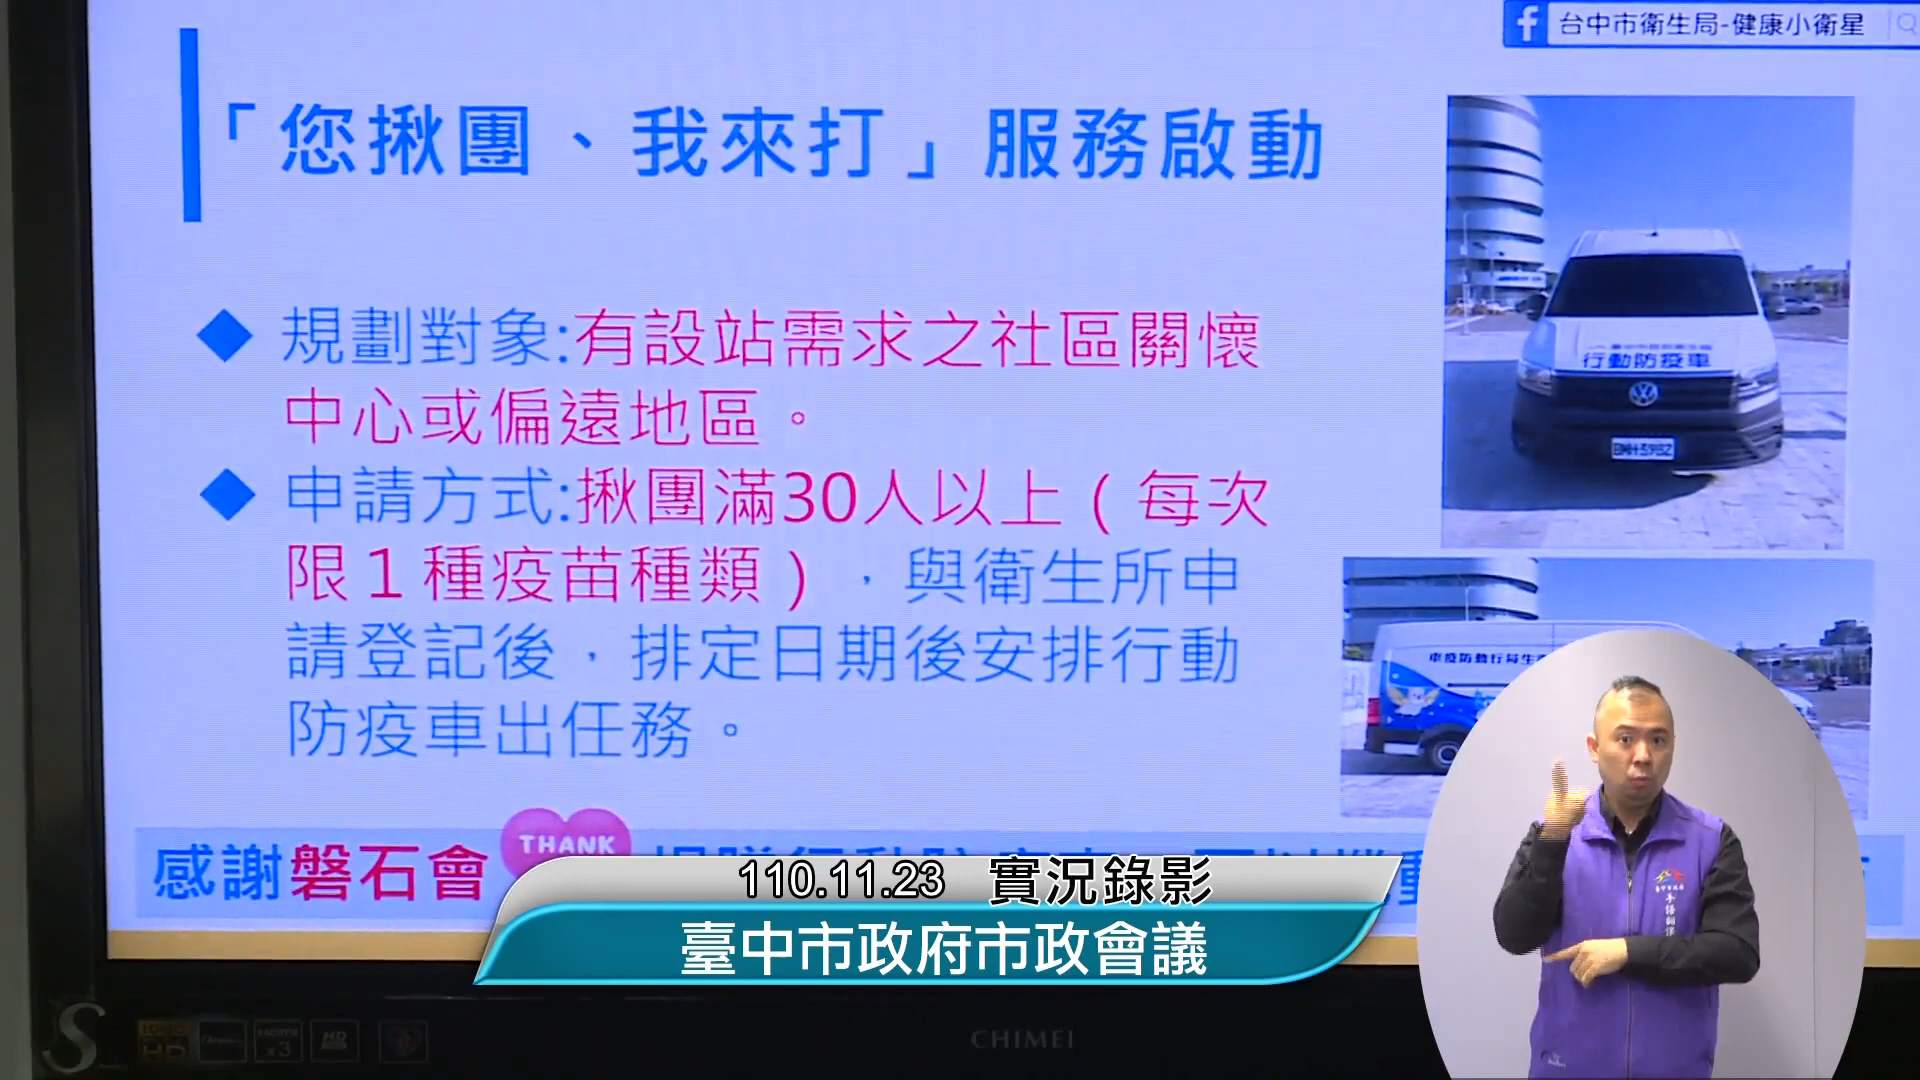 台中市衛生局-健康小衛星
「您揪團、我來打」服務啟動
規劃對象:有設站需求之社區關懷
中心或偏遠地區。
申請方式:揪團滿30人以上(每次
限1種疫苗種類),與衛生所申
請登記後,排定日期後安排行動
防疫車出任務。
行動防疫車
感謝磐石會
THANK
110.11.23 實況錄影
臺中市政府市政會議
CHIMEI
HD